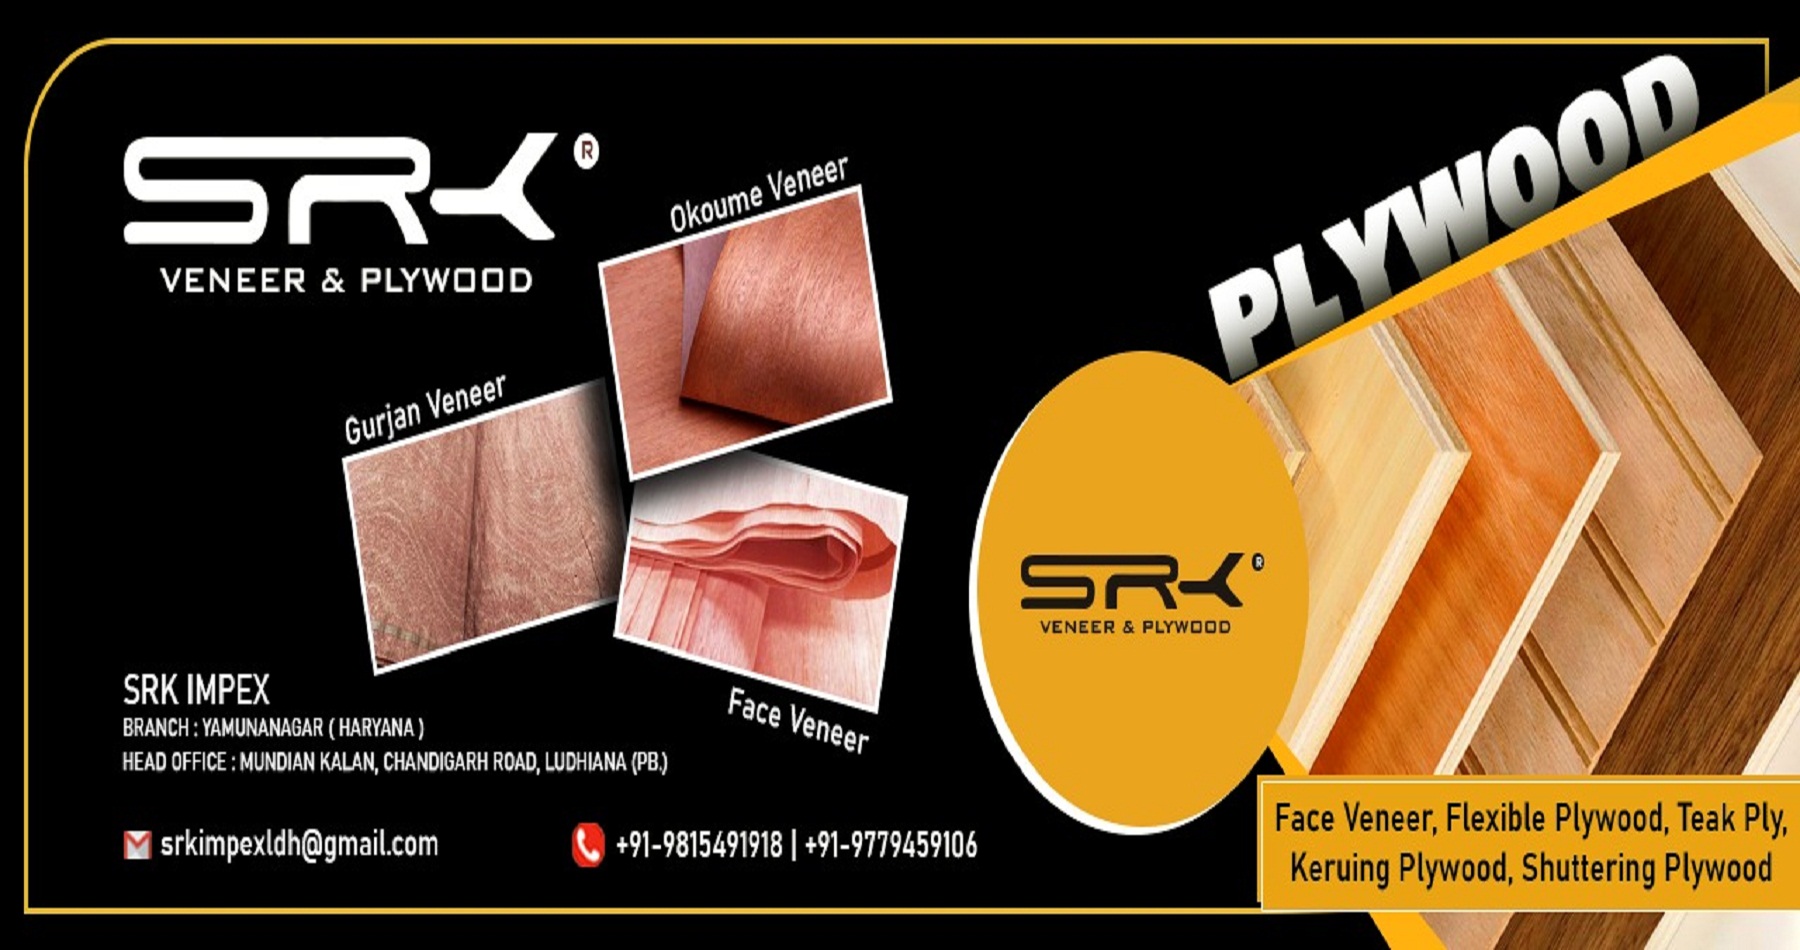 SRK ®
VENEER & PLYWOOD
Okoume Veneer
Gurjan Veneer
Face Veneer
SRK IMPEX
BRANCH : YAMUNANAGAR ( HARYANA )
HEAD OFFICE : MUNDIAN KALAN, CHANDIGARH ROAD, LUDHIANA (PB.)
srkimpexldh@gmail.com
+91-9815491918 | +91-9779459106
PLYWOOD
SRK ®
VENEER & PLYWOOD
Face Veneer, Flexible Plywood, Teak Ply,
Keruing Plywood, Shuttering Plywood